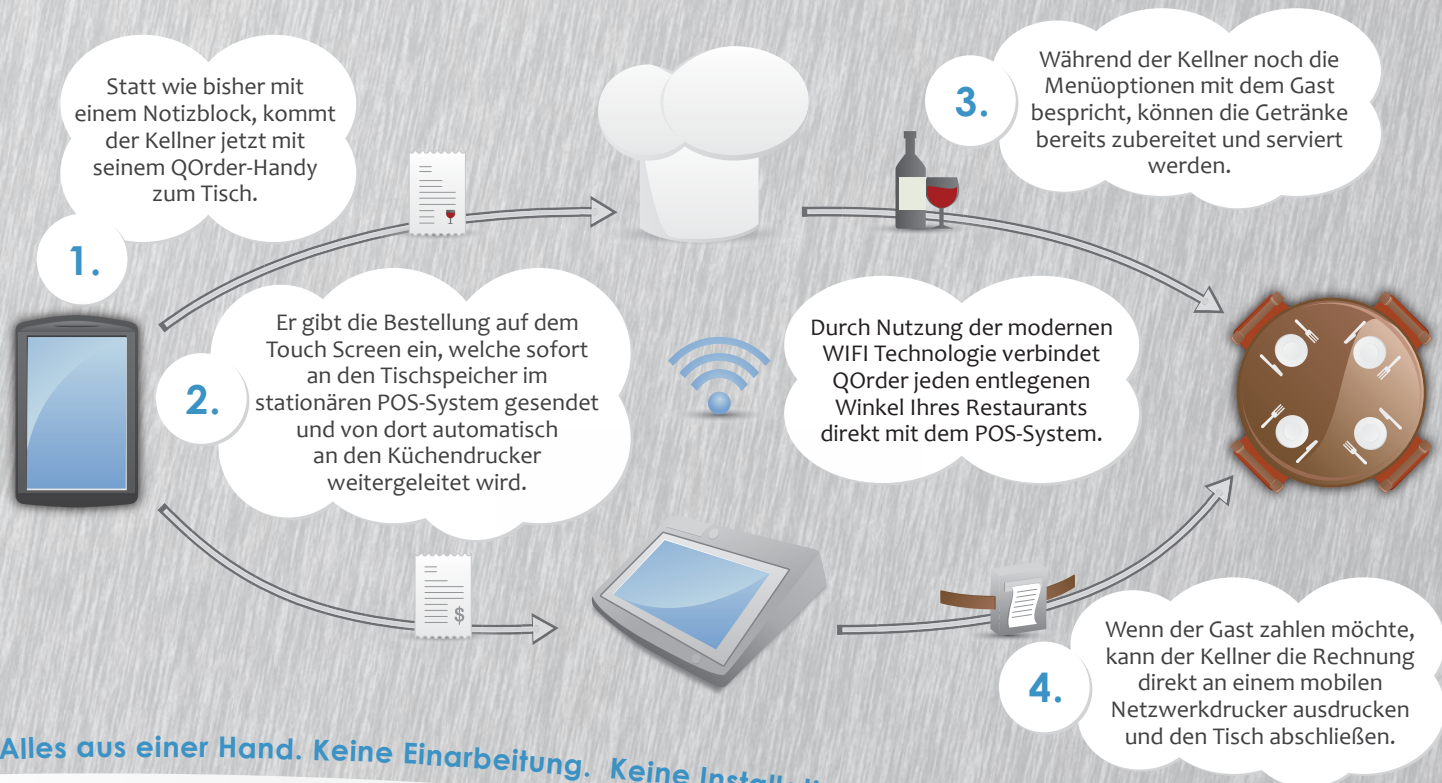 Statt wie bisher mit
einem Notizblock, kommt
der Kellner jetzt mit
seinem QOrder-Handy
zum Tisch.
1.
Er gibt die Bestellung auf dem
Touch Screen ein, welche sofort
an den Tischspeicher im
stationären POS-System gesendet
und von dort automatisch
an den Küchendrucker
weitergeleitet wird.
2.
Während der Kellner noch die
Menüoptionen mit dem Gast
bespricht, können die Getränke
bereits zubereitet und serviert
werden.
3.
Durch Nutzung der modernen
WIFI Technologie verbindet
QOrder jeden entlegenen
Winkel Ihres Restaurants
direkt mit dem POS-System.
$
Wenn der Gast zahlen möchte,
kann der Kellner die Rechnung
direkt an einem mobilen
Netzwerkdrucker ausdrucken
und den Tisch abschließen.
4.
Alles aus einer Hand. Keine Einarbeitung. Keine